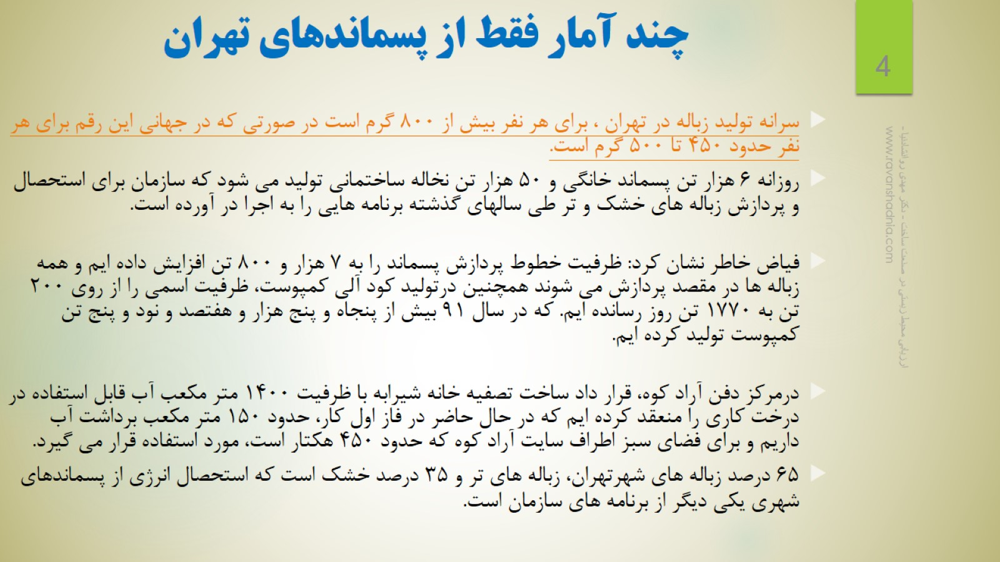 چند آمار فقط از پسماندهای تهران
4
سرانه تولید زباله در تهران ، برای هر نفر بیش از ۸۰۰ گرم است در صورتی که در جهانی این رقم برای هر
نفر حدود ۴۵۰ تا ۵۰۰ گرم است.
روزانه ۶ هزار تن پسماند خانگی و ۵۰ هزار تن نخاله ساختمانی تولید می شود که سازمان برای استحصال
و پردازش زباله های خشک و تر طی سالهای گذشته برنامه هایی را به اجرا در آورده است.
فیاض خاطر نشان کرد: ظرفیت خطوط پردازش پسماند را به ۷ هزار و ۸۰۰ تن افزایش داده ایم و همه
زباله ها در مقصد پردازش می شوند همچنین درتولید کود آلی کمپوست، ظرفیت اسمی را از روی ۲۰۰
تن به ۱۷۷۰ تن روز رسانده ایم. که در سال ۹۱ بیش از پنجاه و پنج هزار و هفتصد و نود و پنج تن
کمپوست تولید کرده ایم.
درمرکز دفن آراد کوه، قرار داد ساخت تصفیه خانه شیرابه با ظرفیت ۱۴۰۰ متر مکعب آب قابل استفاده در
درخت کاری را منعقد کرده ایم که در حال حاضر در فاز اول کار، حدود ۱۵۰ متر مکعب برداشت آب
داریم و برای فضای سبز اطراف سایت آراد کوه که حدود ۴۵۰ هکتار است، مورد استفاده قرار می گیرد.
۶۵ درصد زباله های شهرتهران، زباله های تر و ۳۵ درصد خشک است که استحصال انرژی از پسماندهای
شهری یکی دیگر از برنامه های سازمان است.
ارزیابی محیط زیستی در صنعت ساخت - دکتر مهدی روانشادنیا -
www.ravanshadnia.com